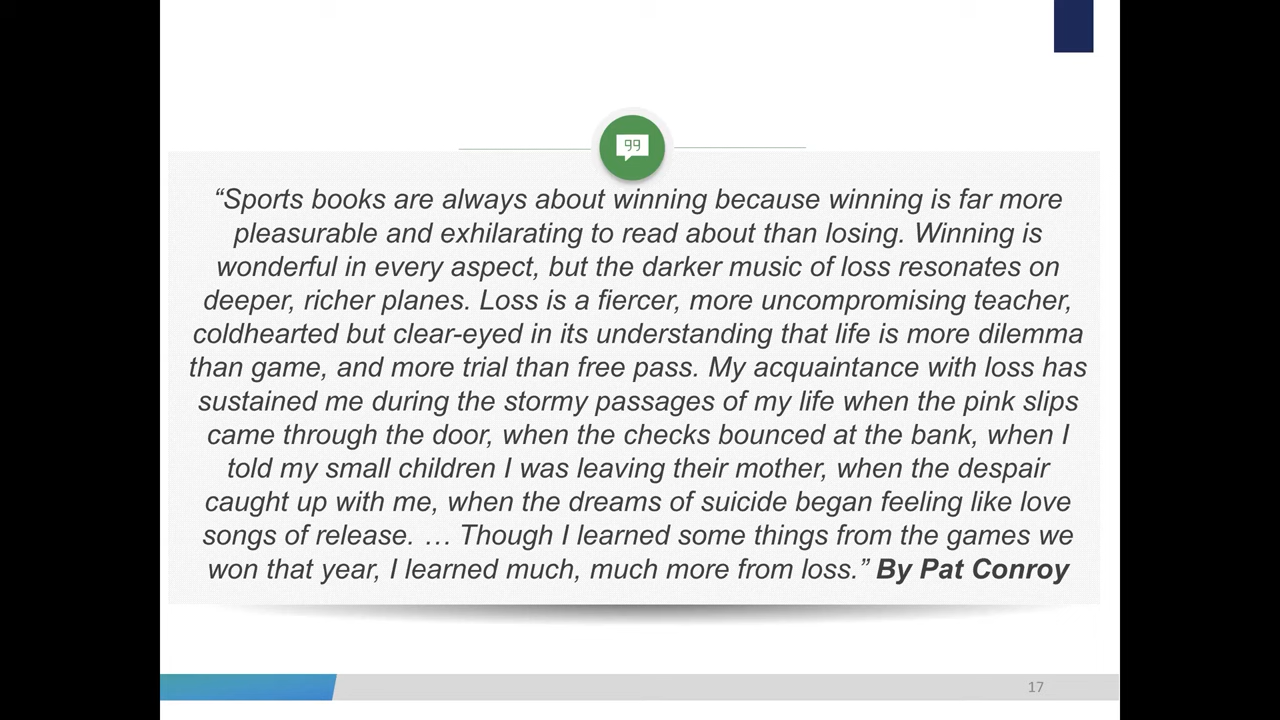 99
“Sports books are always about winning because winning is far more
pleasurable and exhilarating to read about than losing. Winning is
wonderful in every aspect, but the darker music of loss resonates on
deeper, richer planes. Loss is a fiercer, more uncompromising teacher,
coldhearted but clear-eyed in its understanding that life is more dilemma
than game, and more trial than free pass. My acquaintance with loss has
sustained me during the stormy passages of my life when the pink slips
came through the door, when the checks bounced at the bank, when I
told my small children I was leaving their mother, when the despair
caught up with me, when the dreams of suicide began feeling like love
songs of release. … Though I learned some things from the games we
won that year, I learned much, much more from loss.” By Pat Conroy
17